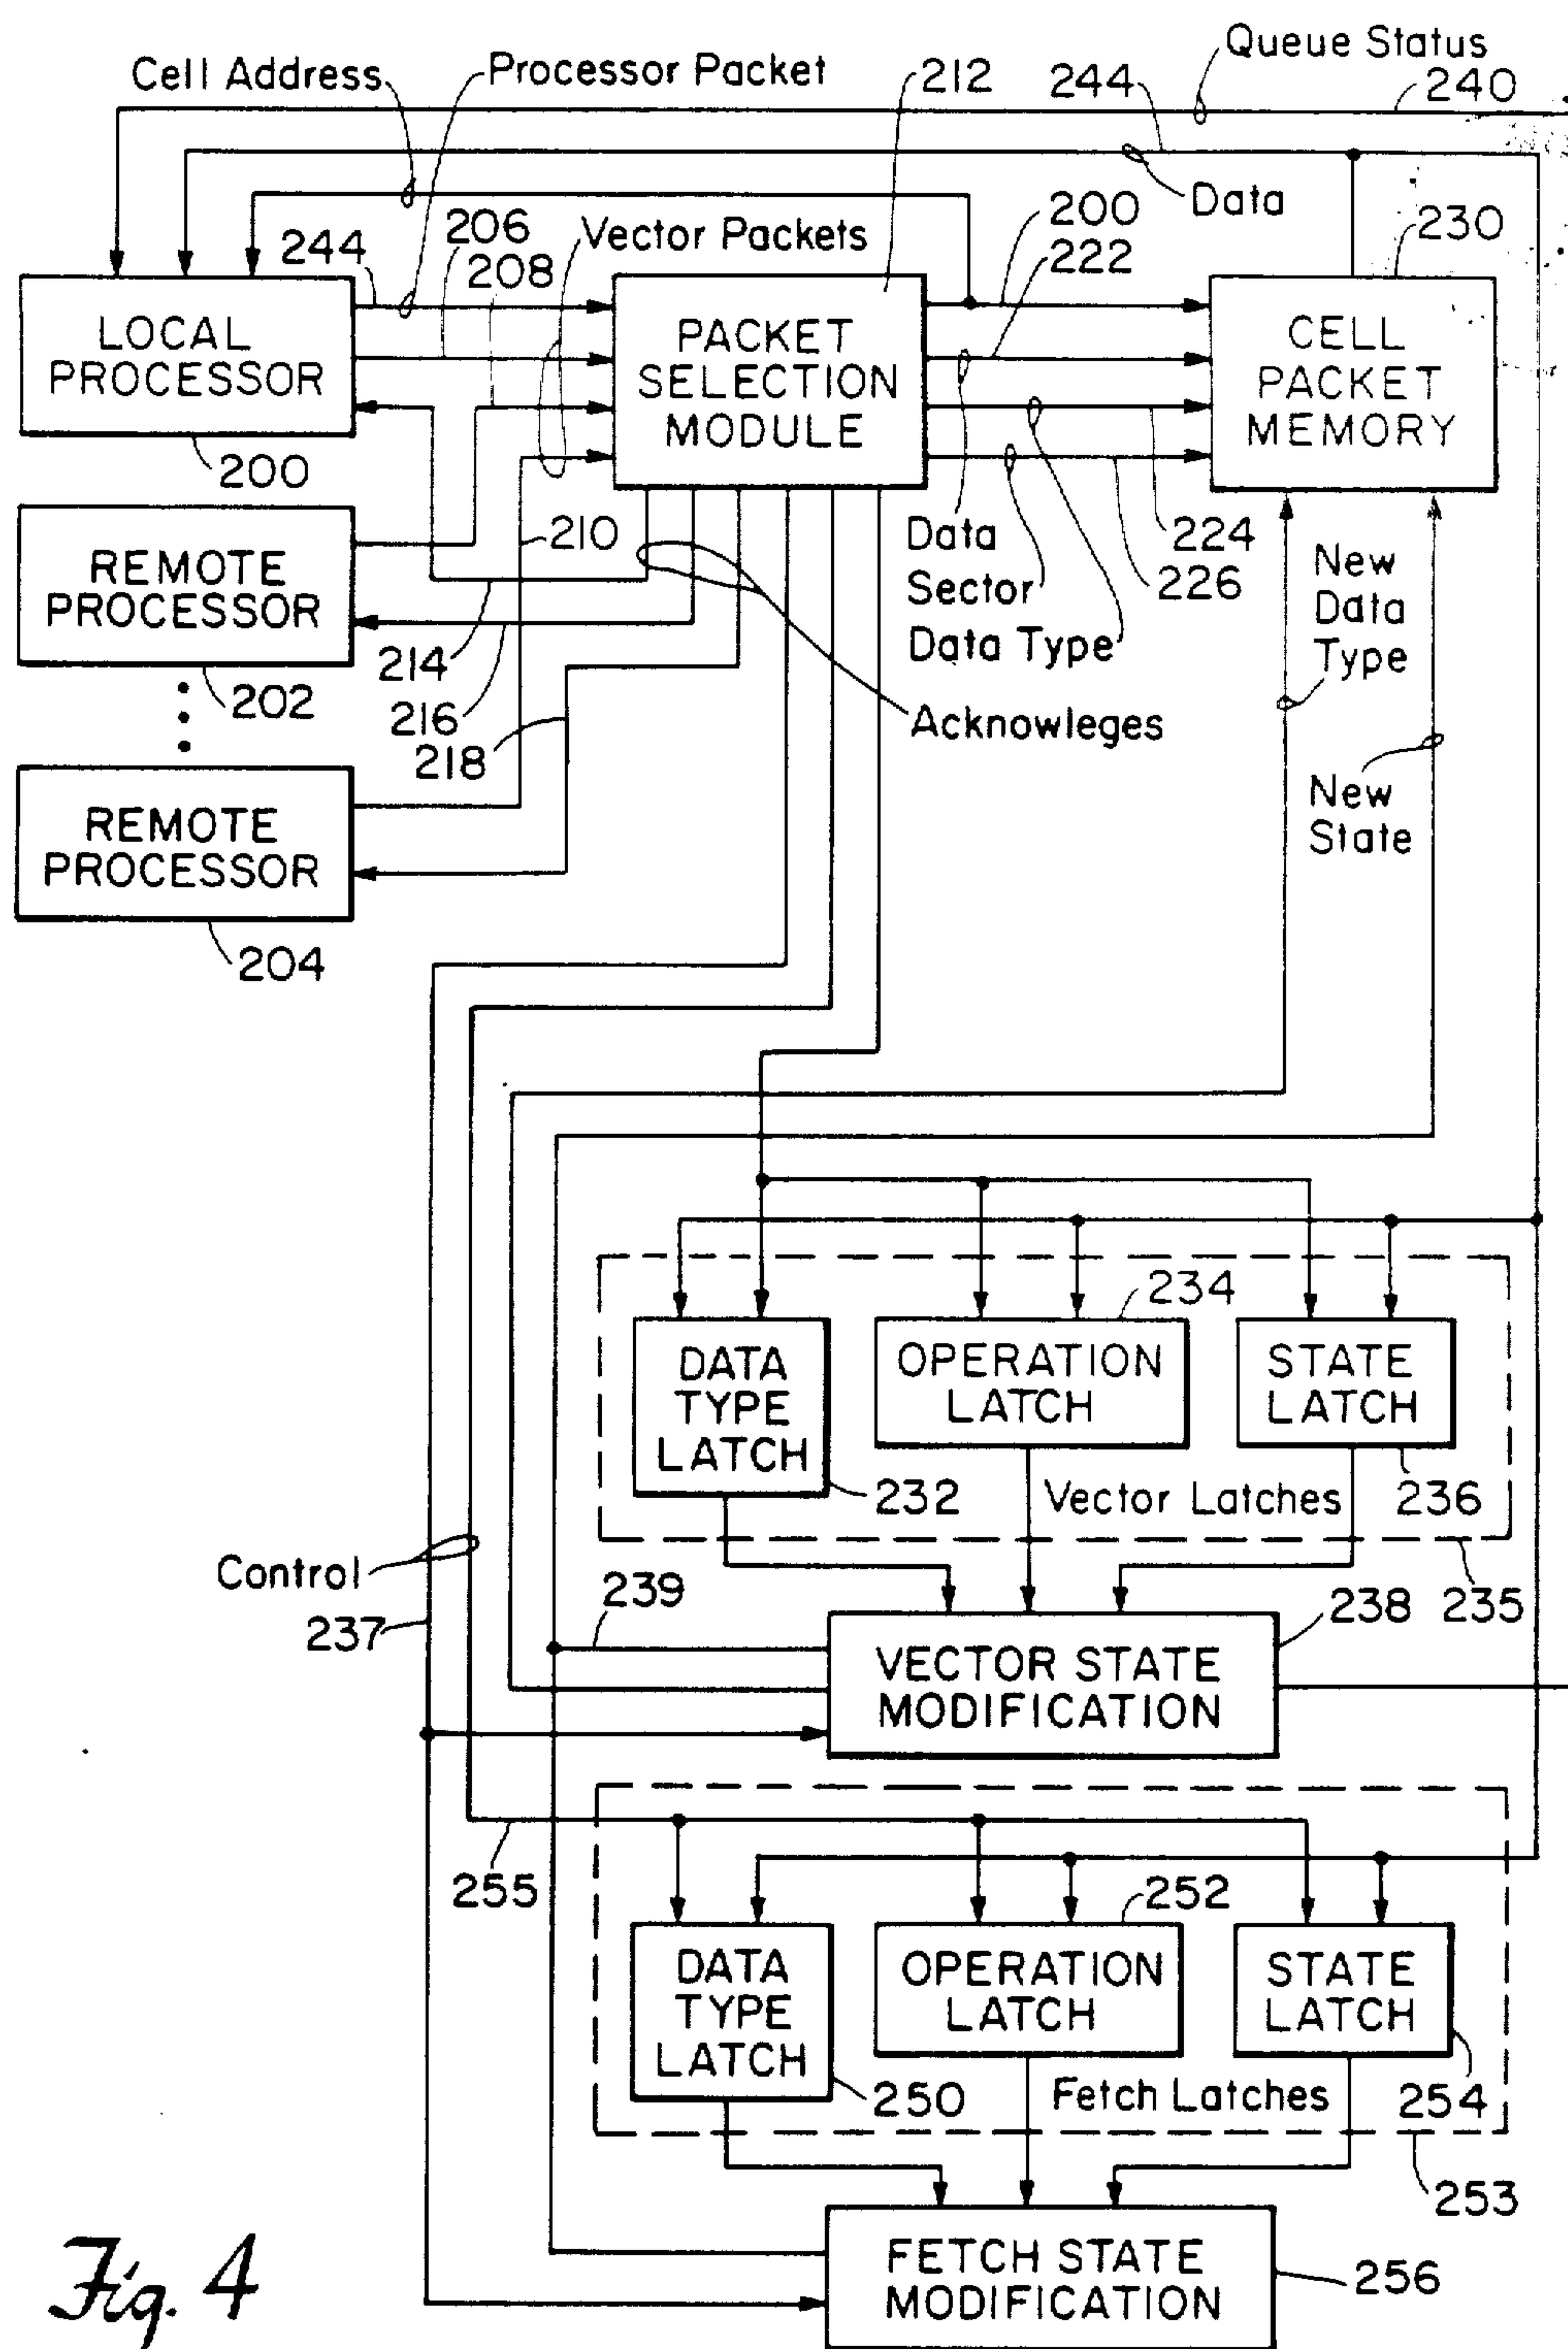 Queue Status
Cell Address
Processor Packet
212
244
240
Data
244
206
208
Vector Packets
200
222
230
LOCAL
PROCESSOR
PACKET
SELECTION
MODULE
CELL
PACKET
MEMORY
200
210
Data
Sector
Data Type
224
226
New
Data
Type
REMOTE
PROCESSOR
202
214
216
218
Acknowleges
New
State
REMOTE
PROCESSOR
204
234
DATA
TYPE
LATCH
OPERATION
LATCH
STATE
LATCH
232
Vector Latches
236
Control
237
239
238
235
VECTOR STATE
MODIFICATION
255
252
DATA
TYPE
LATCH
OPERATION
LATCH
STATE
LATCH
250
Fetch Latches
254
253
FETCH STATE
MODIFICATION
256
Fig. 4